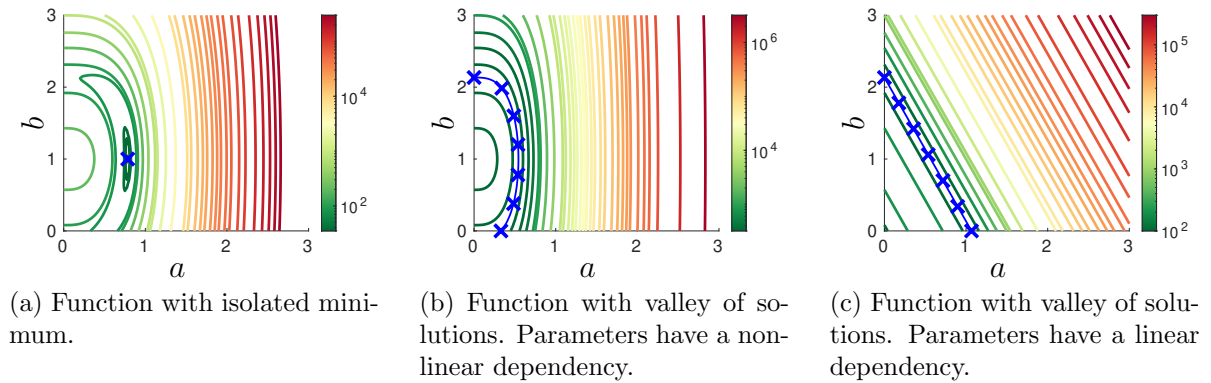 3
2
1
0
0
1
2
3
b
a
10^4
10^2
(a) Function with isolated mini-
mum.
3
2
1
0
0
1
2
3
b
a
10^6
10^4
(b) Function with valley of so-
lutions. Parameters have a non-
linear dependency.
3
2
1
0
0
1
2
3
b
a
10^5
10^4
10^3
10^2
(c) Function with valley of solu-
tions. Parameters have a linear
dependency.